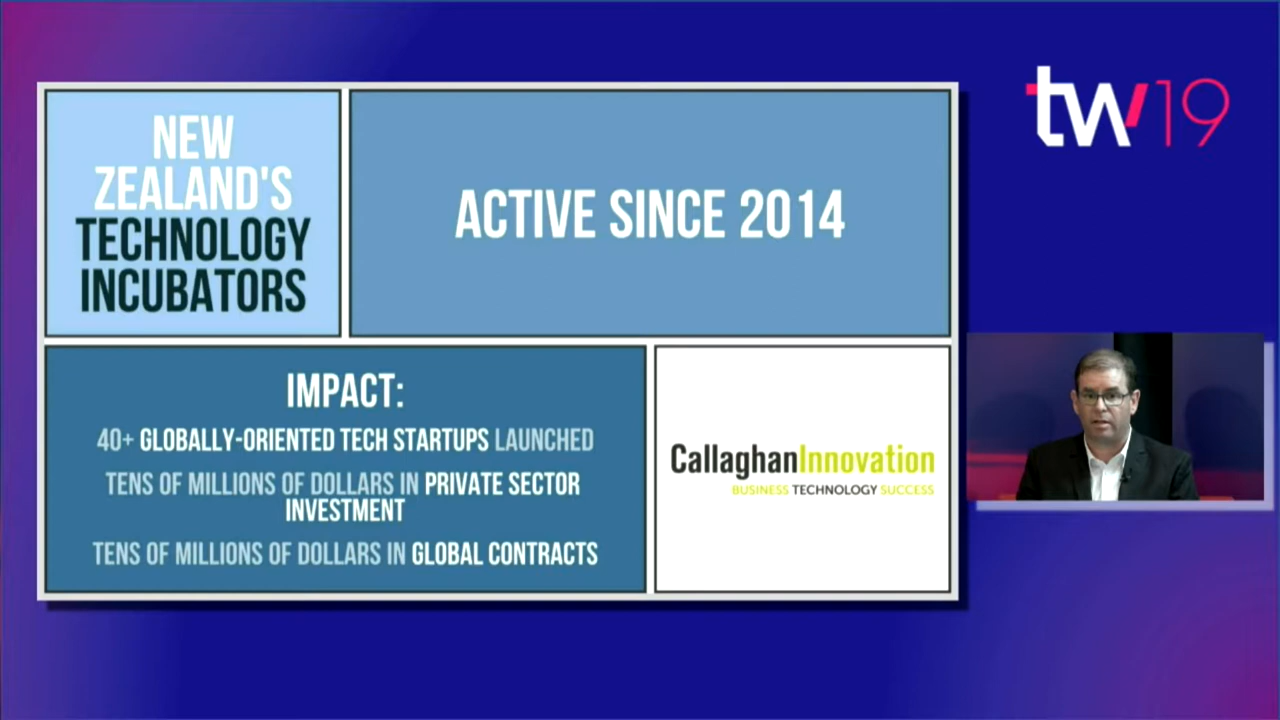 NEW
ZEALAND'S
TECHNOLOGY
INCUBATORS
ACTIVE SINCE 2014
tw19
IMPACT:
40+ GLOBALLY-ORIENTED TECH STARTUPS LAUNCHED
TENS OF MILLIONS OF DOLLARS IN PRIVATE SECTOR
INVESTMENT
TENS OF MILLIONS OF DOLLARS IN GLOBAL CONTRACTS
CallaghanInnovation
BUSINESS TECHNOLOGY SUCCESS